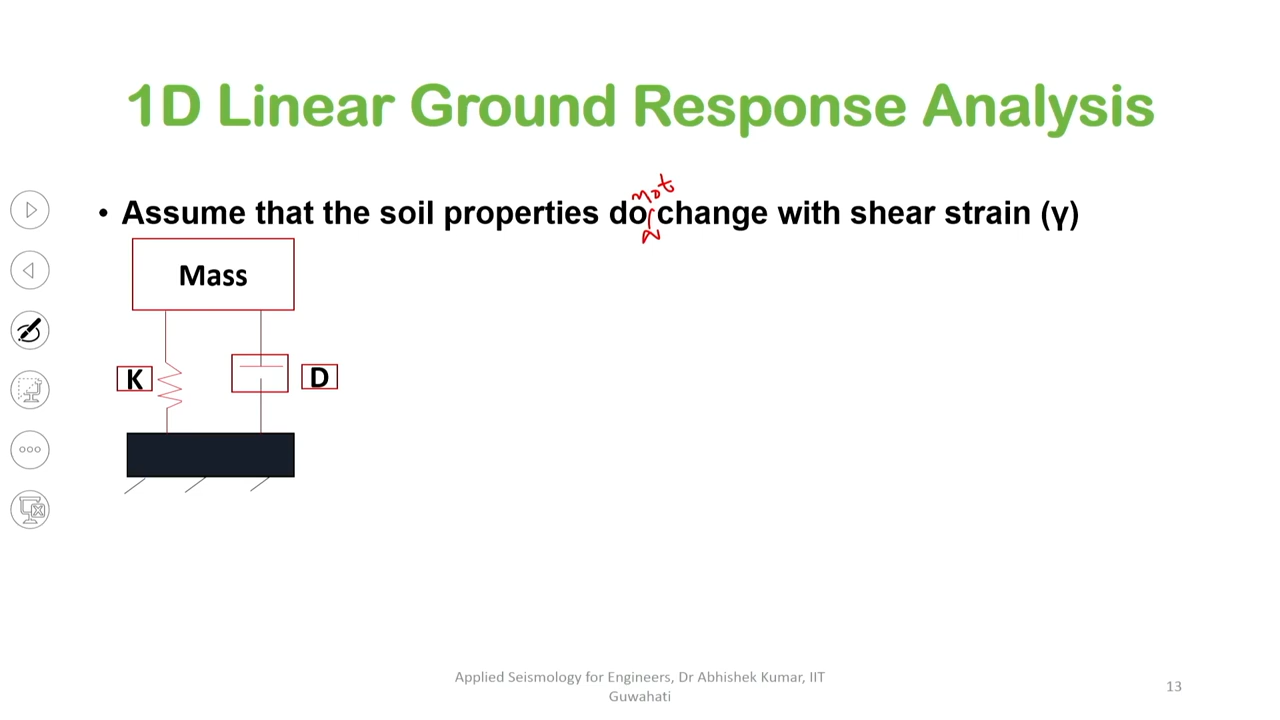 1D Linear Ground Response Analysis
not
• Assume that the soil properties do change with shear strain (γ)
Mass
K
D
Applied Seismology for Engineers, Dr Abhishek Kumar, IIT
Guwahati
13